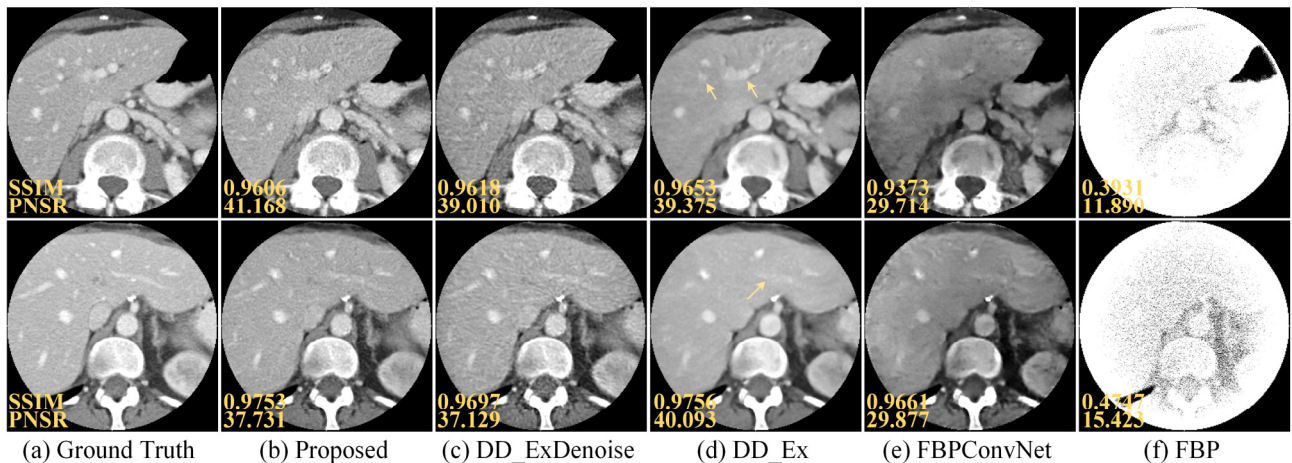 SSIM
PNSR
0.9606
41.168
0.9618
39.010
0.9653
39.375
0.9373
29.714
0.3931
11.890
SSIM
PNSR
0.9753
37.731
0.9697
37.129
0.9756
40.093
0.9661
29.877
0.4747
15.423
(a) Ground Truth
(b) Proposed
(c) DD_ExDenoise
(d) DD_Ex
(e) FBPConvNet
(f) FBP